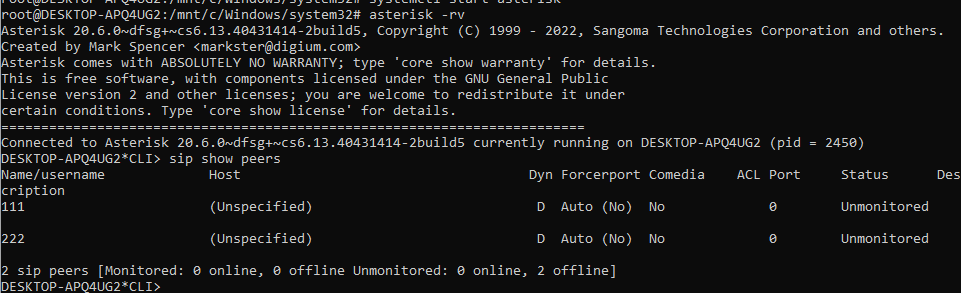 root@DESKTOP-APQ4UG2:/mnt/c/Windows/system32# systemctl start asterisk
root@DESKTOP-APQ4UG2:/mnt/c/Windows/system32# asterisk -rv
Asterisk 20.6.0~dfsg+~cs6.13.40431414-2build5, Copyright (C) 1999 - 2022, Sangoma Technologies Corporation and others.
Created by Mark Spencer <markster@digium.com>
Asterisk comes with ABSOLUTELY NO WARRANTY; type 'core show warranty' for details.
This is free software, with components licensed under the GNU General Public
License version 2 and other licenses; you are welcome to redistribute it under
certain conditions. Type 'core show license' for details.
=========================================================================
Connected to Asterisk 20.6.0~dfsg+~cs6.13.40431414-2build5 currently running on DESKTOP-APQ4UG2 (pid = 2450)
DESKTOP-APQ4UG2*CLI> sip show peers
Name/username             Host                                    Dyn Forcerport Comedia    ACL Port     Status      Des
cription
111                       (Unspecified)                            D  Auto (No)  No             0        Unmonitored
222                       (Unspecified)                            D  Auto (No)  No             0        Unmonitored
2 sip peers [Monitored: 0 online, 0 offline Unmonitored: 0 online, 2 offline]
DESKTOP-APQ4UG2*CLI>